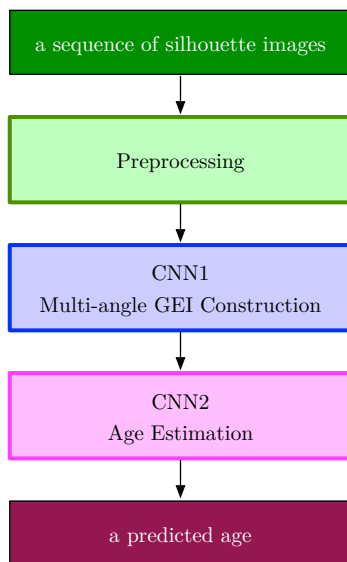 a sequence of silhouette images
Preprocessing
CNN1
Multi-angle GEI Construction
CNN2
Age Estimation
a predicted age